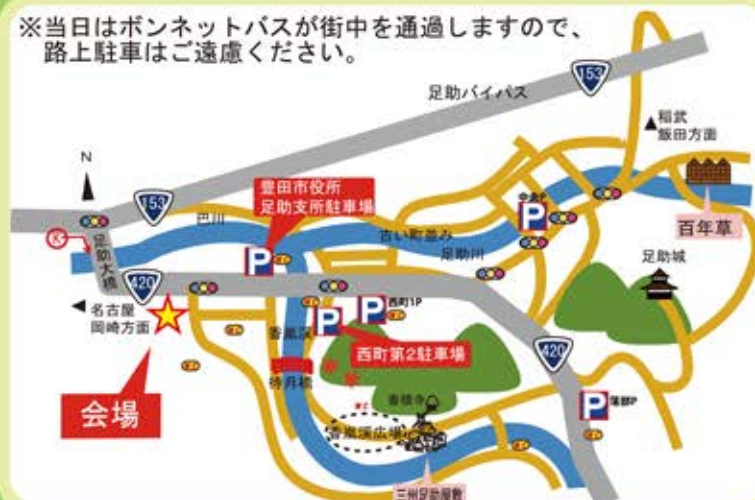 ※当日はボンネットバスが街中を通過しますので、
路上駐車はご遠慮ください。
153
足助バイパス
稲武
飯田方面
N
153
豊田市役所
足助支所駐車場
巴川
中央P
P
百年草
古い町並み
足助川
足助城
足助大橋
P
420
名古屋
岡崎方面
P
西町1P
P
香嵐渓
西町第2駐車場
420
会場
待月橋
香積寺
P
落部P
香嵐渓広場
三州足助屋敷